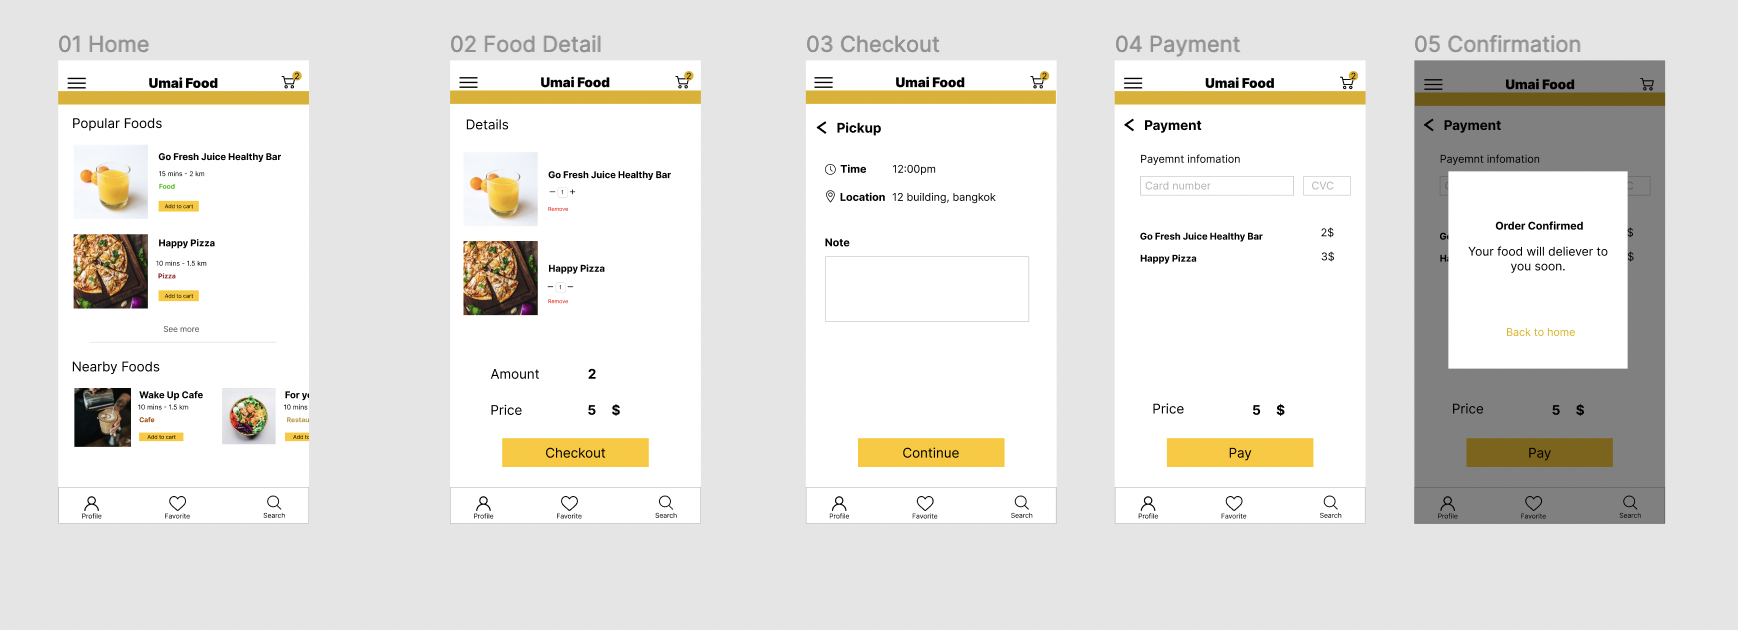 01 Home
Umai Food
2
Popular Foods
Go Fresh Juice Healthy Bar
15 mins - 2 km
Food
Add to cart
Happy Pizza
10 mins - 1.5 km
Pizza
Add to cart
See more
Nearby Foods
Wake Up Cafe
10 mins - 1.5 km
Cafe
Add to cart
For y
10 mins
Restau
Add to
Profile
Favorite
Search
02 Food Detail
Umai Food
2
Details
Go Fresh Juice Healthy Bar
− 1 +
Remove
Happy Pizza
− 1 −
Remove
Amount 2
Price 5 $
Checkout
Profile
Favorite
Search
03 Checkout
Umai Food
2
< Pickup
Time 12:00pm
Location 12 building, bangkok
Note
Continue
Profile
Favorite
Search
04 Payment
Umai Food
2
< Payment
Payemnt infomation
Card number
CVC
Go Fresh Juice Healthy Bar 2$
Happy Pizza 3$
Price 5 $
Pay
Profile
Favorite
Search
05 Confirmation
Umai Food
< Payment
Payemnt infomation
C
G
$
Ha
$
Order Confirmed
Your food will deliever to
you soon.
Back to home
Price 5 $
Pay
Profile
Favorite
Search